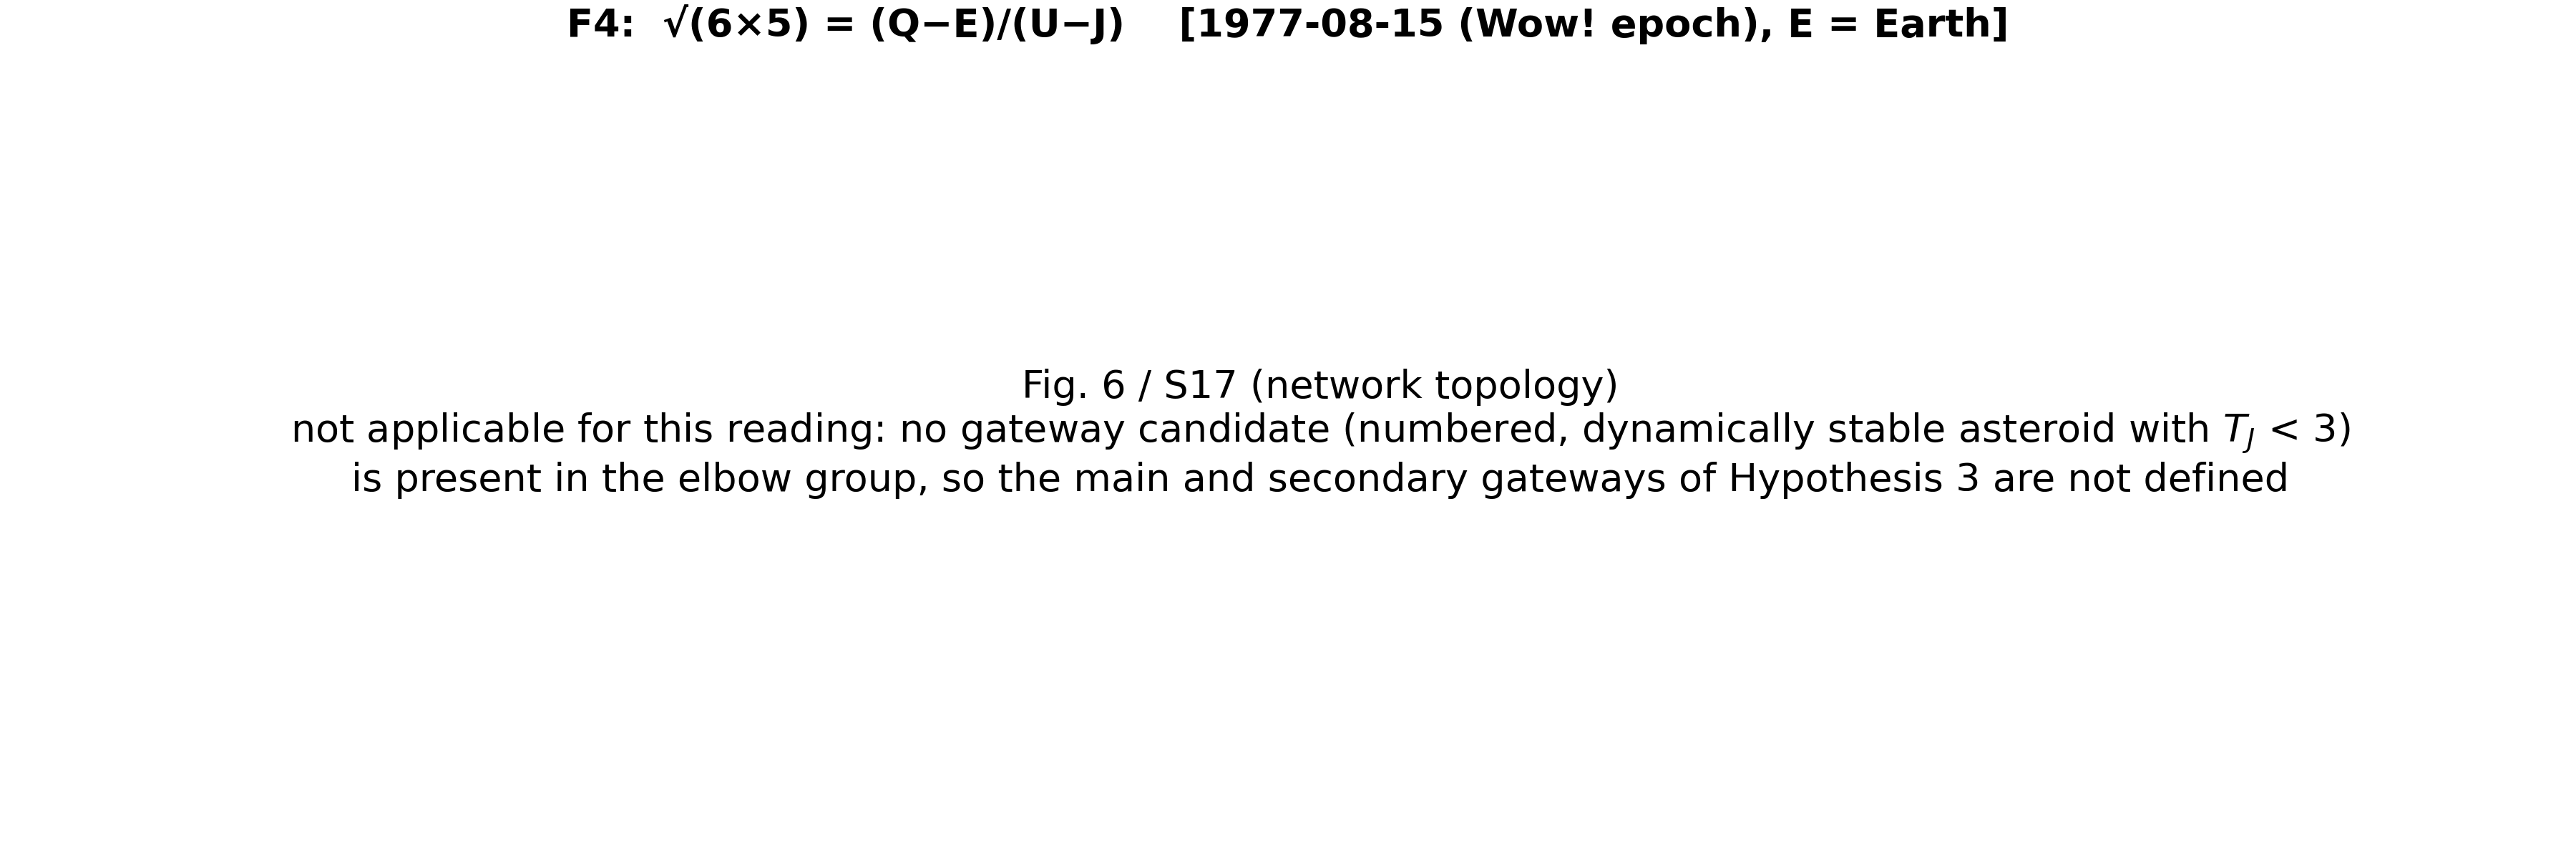 F4:  √(6×5) = (Q−E)/(U−J)    [1977-08-15 (Wow! epoch), E = Earth]
Fig. 6 / S17 (network topology)
not applicable for this reading: no gateway candidate (numbered, dynamically stable asteroid with T_J < 3)
is present in the elbow group, so the main and secondary gateways of Hypothesis 3 are not defined